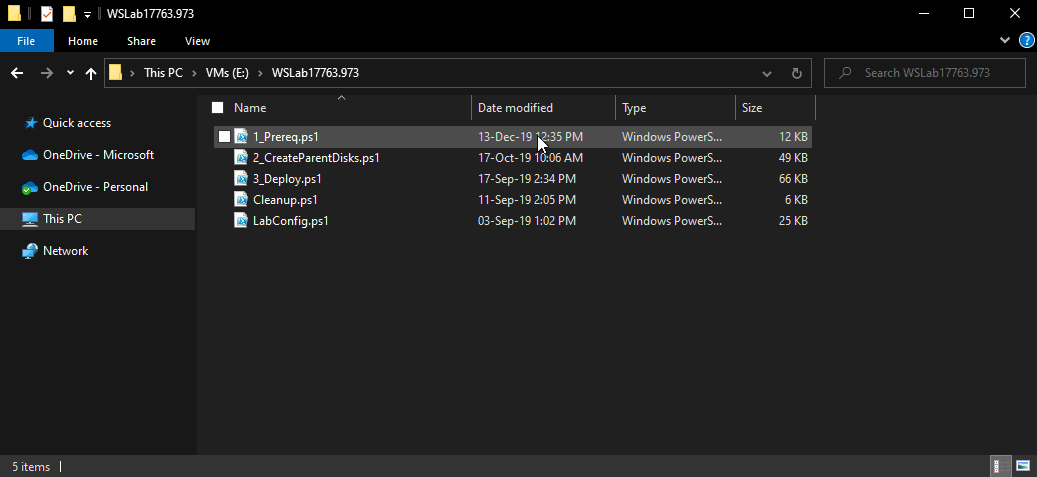 WSLab17763.973
File Home Share View
This PC VMs (E:) WSLab17763.973 Search WSLab17763.973
Name Date modified Type Size
Quick access
OneDrive - Microsoft
OneDrive - Personal
This PC
Network
1_Prereq.ps1 13-Dec-19 12:35 PM Windows PowerS... 12 KB
2_CreateParentDisks.ps1 17-Oct-19 10:06 AM Windows PowerS... 49 KB
3_Deploy.ps1 17-Sep-19 2:34 PM Windows PowerS... 66 KB
Cleanup.ps1 11-Sep-19 2:05 PM Windows PowerS... 6 KB
LabConfig.ps1 03-Sep-19 1:02 PM Windows PowerS... 25 KB
5 items